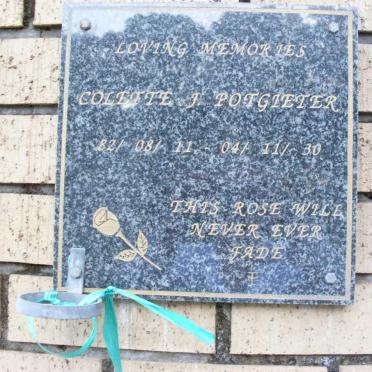 LOVING MEMORIES
COLETTE J. POTGIETER
82/ 08/ 11 - 04/ 11/ 30
THIS ROSE WILL
NEVER EVER
FADE